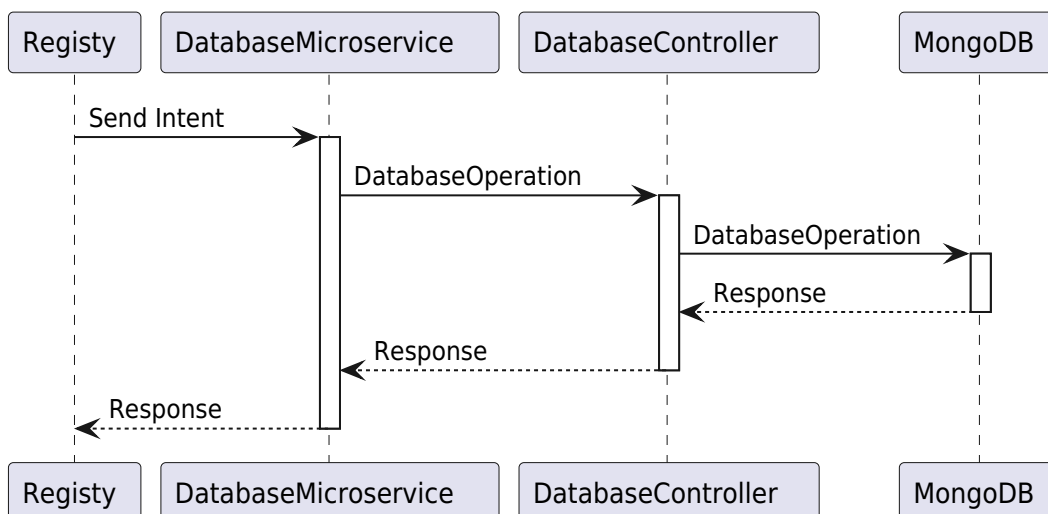 Registy
DatabaseMicroservice
DatabaseController
MongoDB
Send Intent
DatabaseOperation
DatabaseOperation
Response
Response
Response
Registy
DatabaseMicroservice
DatabaseController
MongoDB